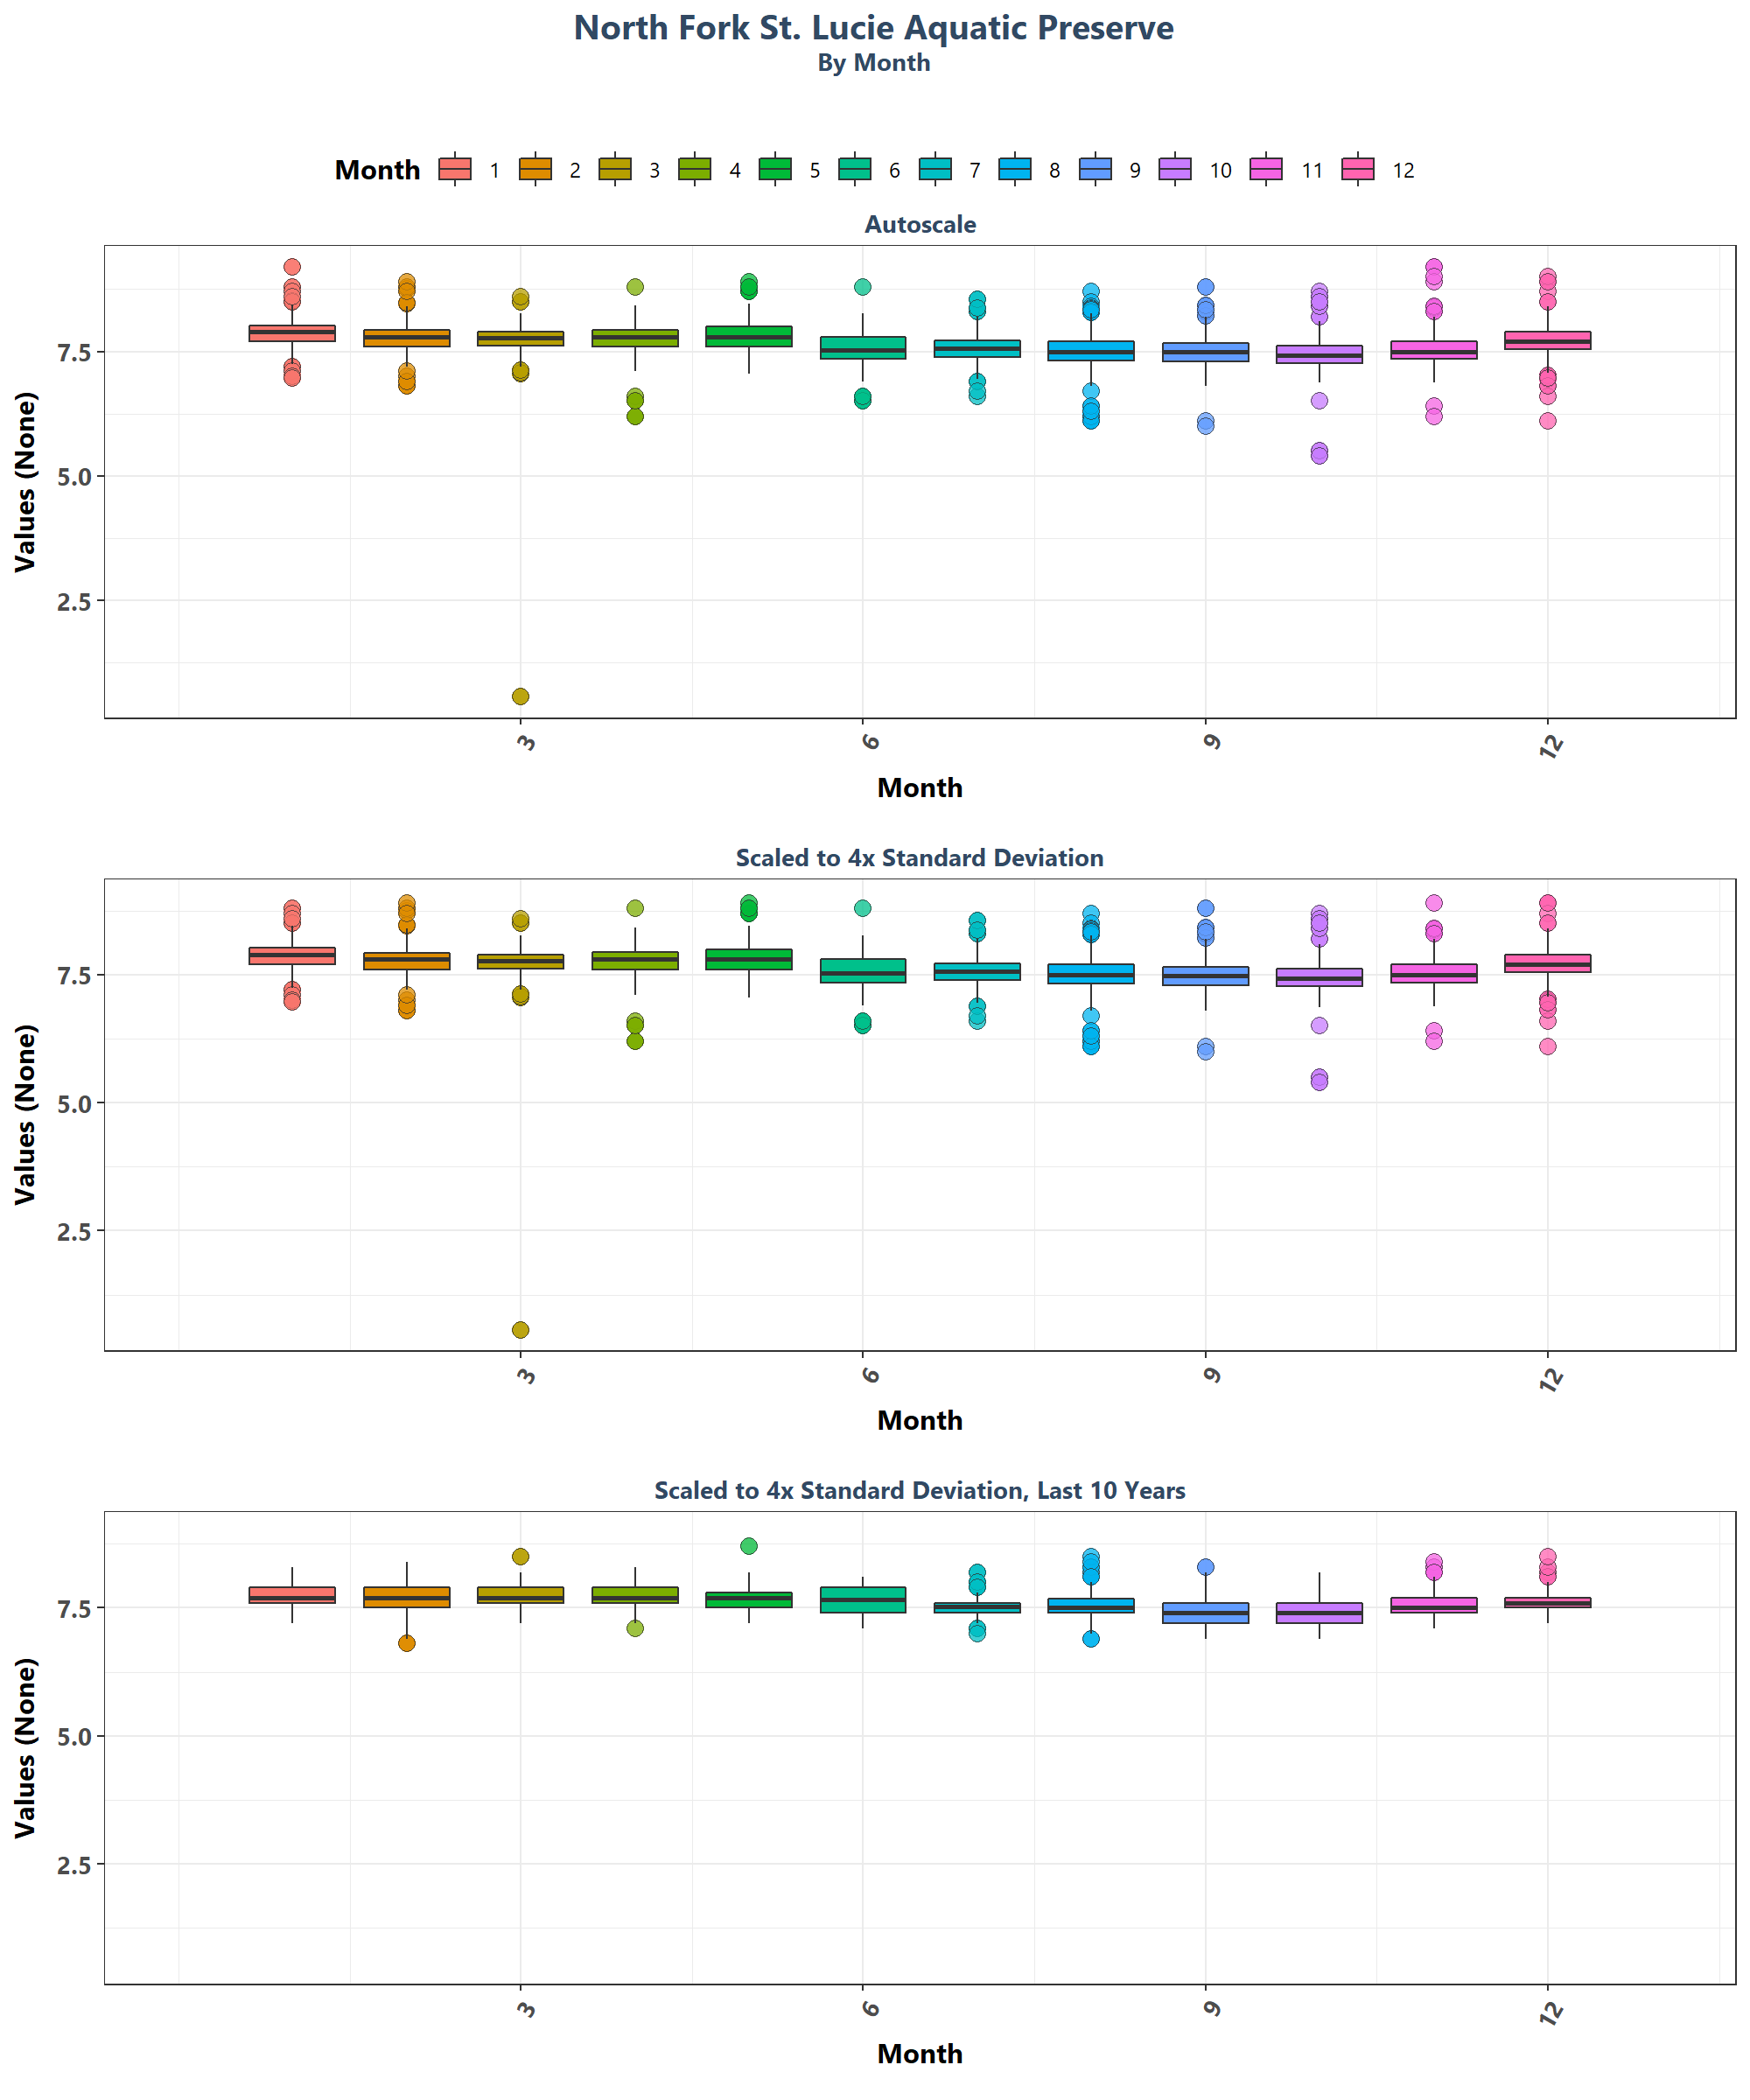 North Fork St. Lucie Aquatic Preserve
By Month
Month 1 2 3 4 5 6 7 8 9 10 11 12
Autoscale
Values (None)
7.5
5.0
2.5
3 6 9 12
Month
Scaled to 4x Standard Deviation
Values (None)
7.5
5.0
2.5
3 6 9 12
Month
Scaled to 4x Standard Deviation, Last 10 Years
Values (None)
7.5
5.0
2.5
3 6 9 12
Month